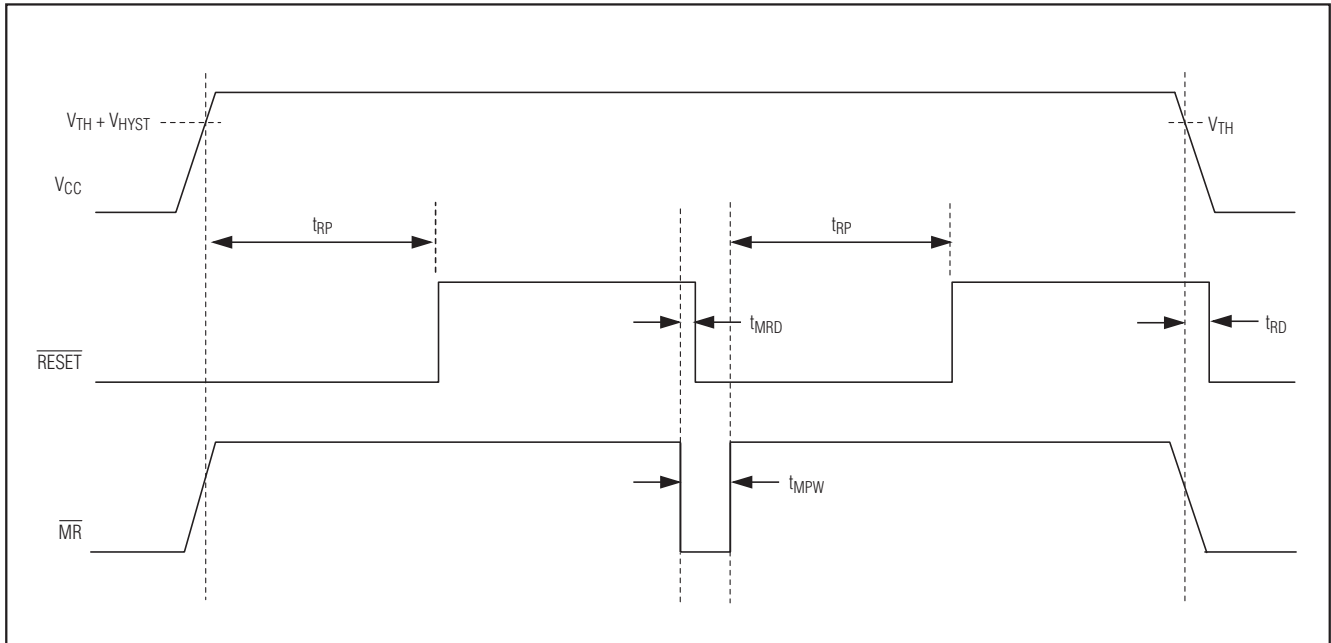 VTH + VHYST
VTH
VCC
tRP
tRP
tMRD
tRD
RESET
tMPW
MR